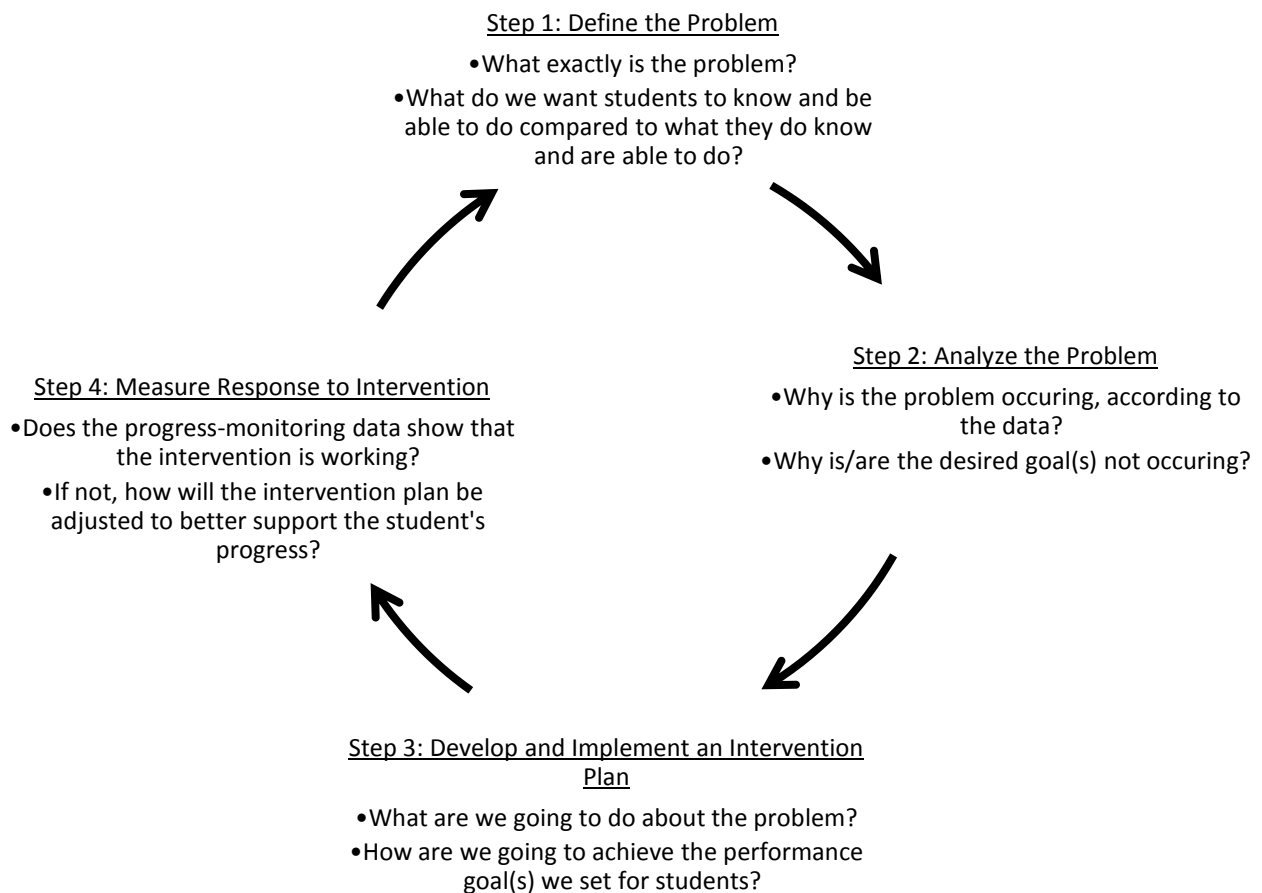 Step 1: Define the Problem
•What exactly is the problem?
•What do we want students to know and be
able to do compared to what they do know
and are able to do?
Step 2: Analyze the Problem
•Why is the problem occuring, according to
the data?
•Why is/are the desired goal(s) not occuring?
Step 3: Develop and Implement an Intervention
Plan
•What are we going to do about the problem?
•How are we going to achieve the performance
goal(s) we set for students?
Step 4: Measure Response to Intervention
•Does the progress-monitoring data show that
the intervention is working?
•If not, how will the intervention plan be
adjusted to better support the student's
progress?